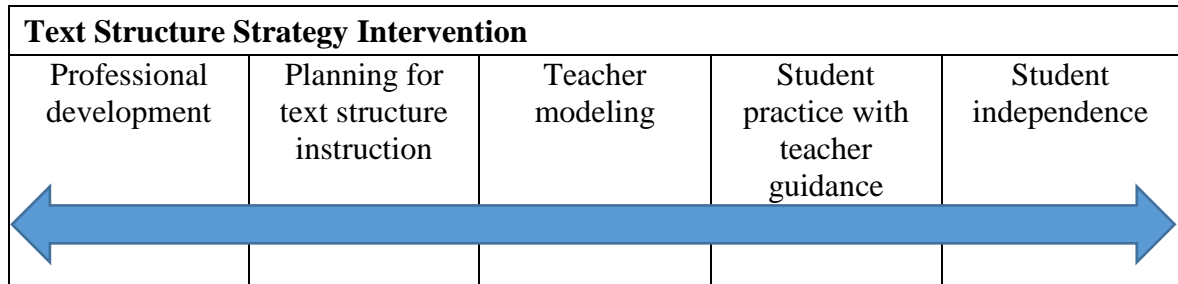 Text Structure Strategy Intervention
Professional
development
Planning for
text structure
instruction
Teacher
modeling
Student
practice with
teacher
guidance
Student
independence